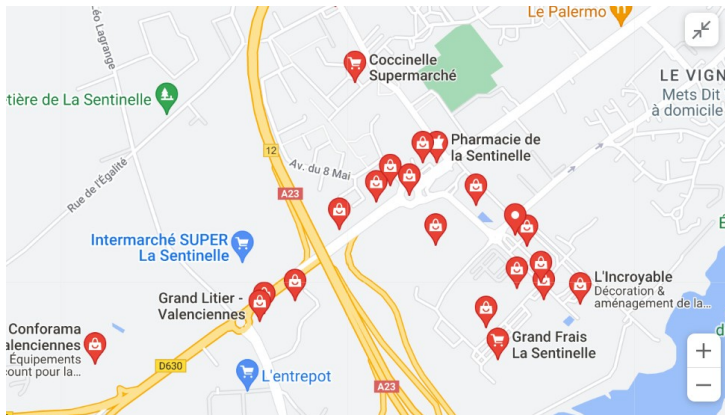 Le Palermo
Léo Lagrange
Coccinelle
Supermarché
LE VIGN
Mets Dit
à domicile
etière de La Sentinelle
12
Pharmacie de
la Sentinelle
Av. du 8 Mai
Rue de l'Égalité
A23
Intermarché SUPER
La Sentinelle
Grand Litier -
Valenciennes
L'Incroyable
Décoration &
aménagement de la...
Conforama
alenciennes
Équipements
count pour la...
Grand Frais
La Sentinelle
D630
L'entrepot
A23
+
−